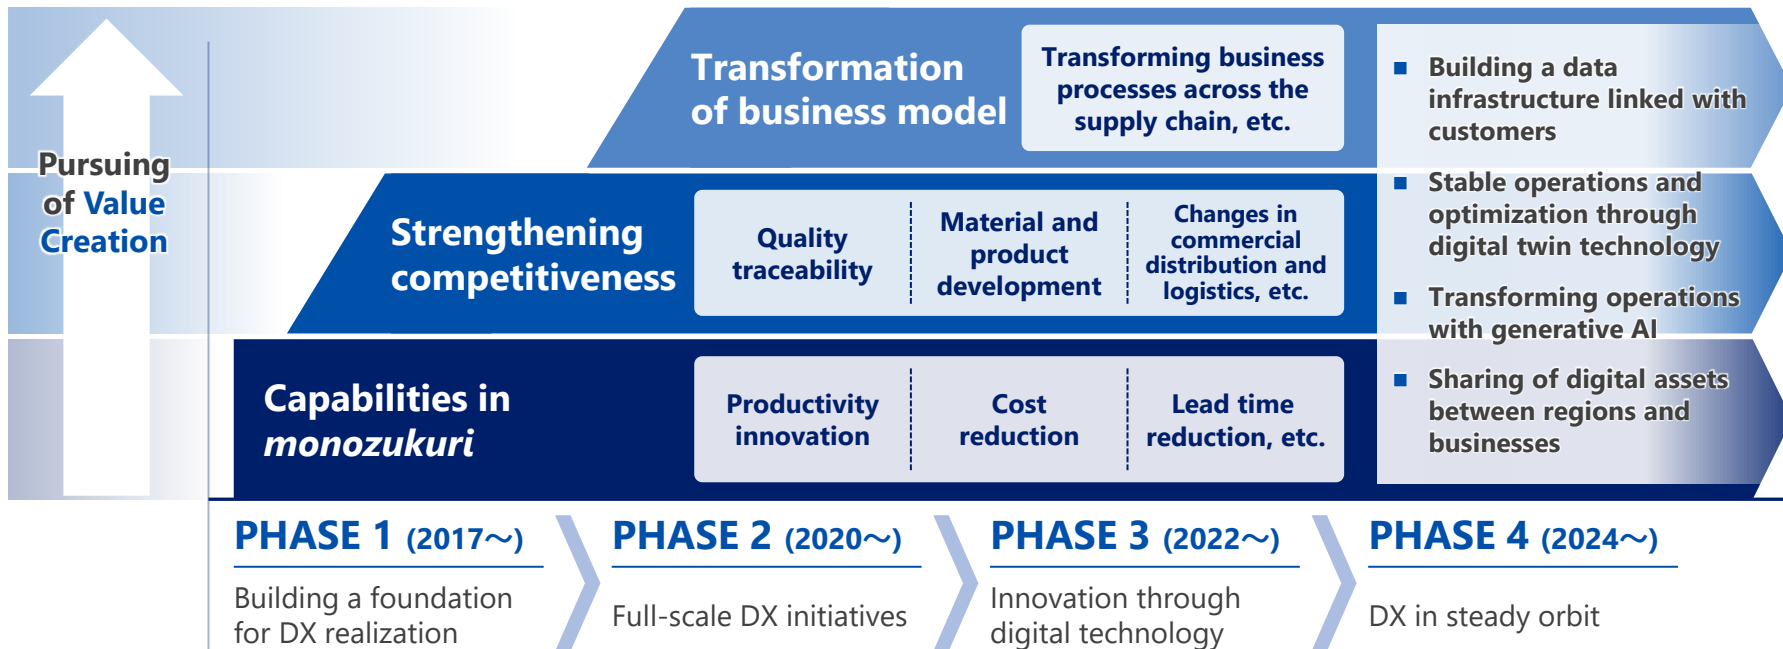 Pursuing
of Value
Creation
Transformation
of business model
Transforming business
processes across the
supply chain, etc.
Strengthening
competitiveness
Quality
traceability
Material and
product
development
Changes in
commercial
distribution and
logistics, etc.
Capabilities in
monozukuri
Productivity
innovation
Cost
reduction
Lead time
reduction, etc.
■ Building a data
infrastructure linked with
customers
■ Stable operations and
optimization through
digital twin technology
■ Transforming operations
with generative AI
■ Sharing of digital assets
between regions and
businesses
PHASE 1 (2017～)
Building a foundation
for DX realization
PHASE 2 (2020～)
Full-scale DX initiatives
PHASE 3 (2022～)
Innovation through
digital technology
PHASE 4 (2024～)
DX in steady orbit